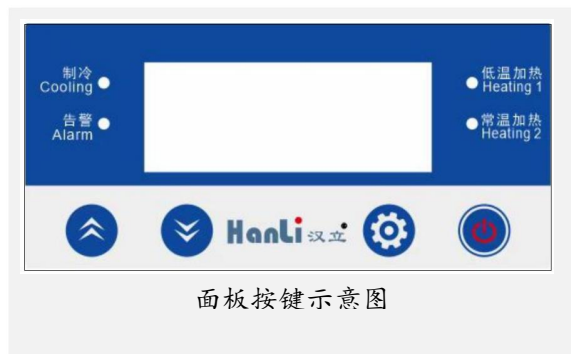 制冷
Cooling
告警
Alarm
低温加热
Heating 1
常温加热
Heating 2
HanLi 汉立
面板按键示意图